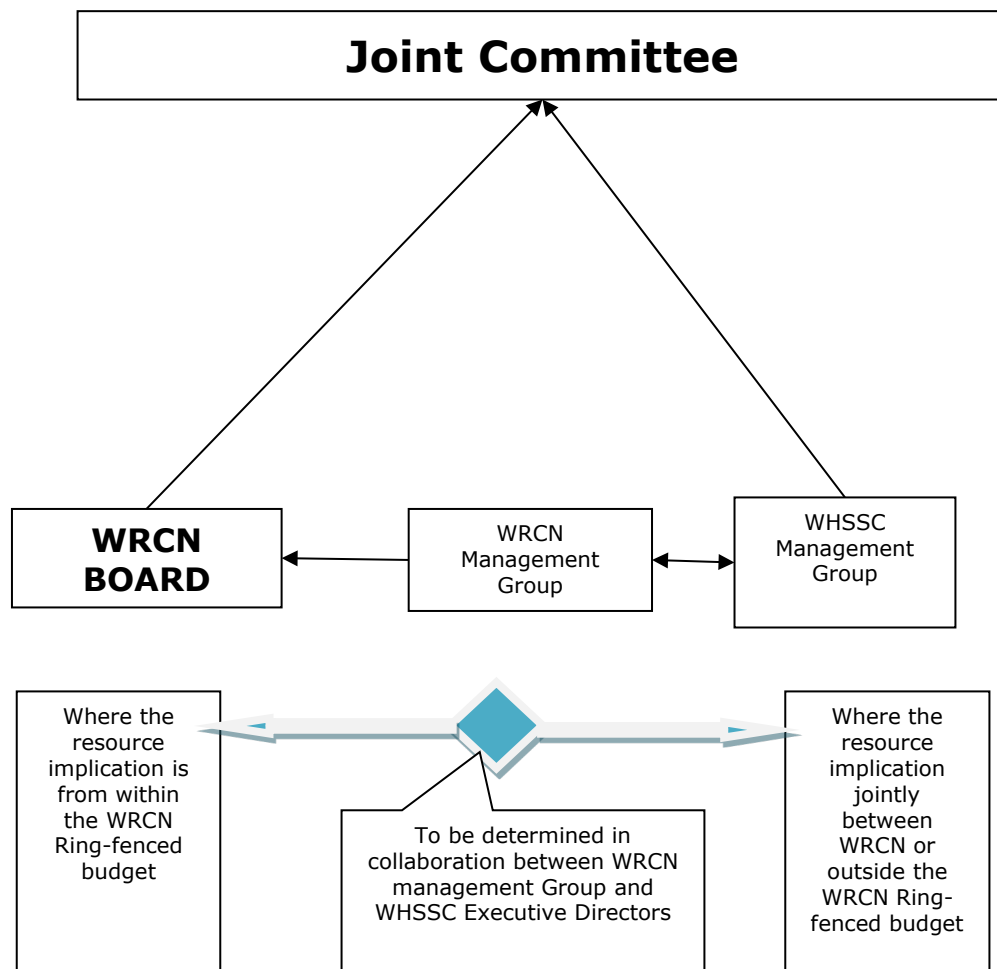 Joint Committee
WRCN
BOARD
WRCN
Management
Group
WHSSC
Management
Group
Where the
resource
implication is
from within
the WRCN
Ring-fenced
budget
To be determined in
collaboration between WRCN
management Group and
WHSSC Executive Directors
Where the
resource
implication
jointly
between
WRCN or
outside the
WRCN Ring-
fenced budget